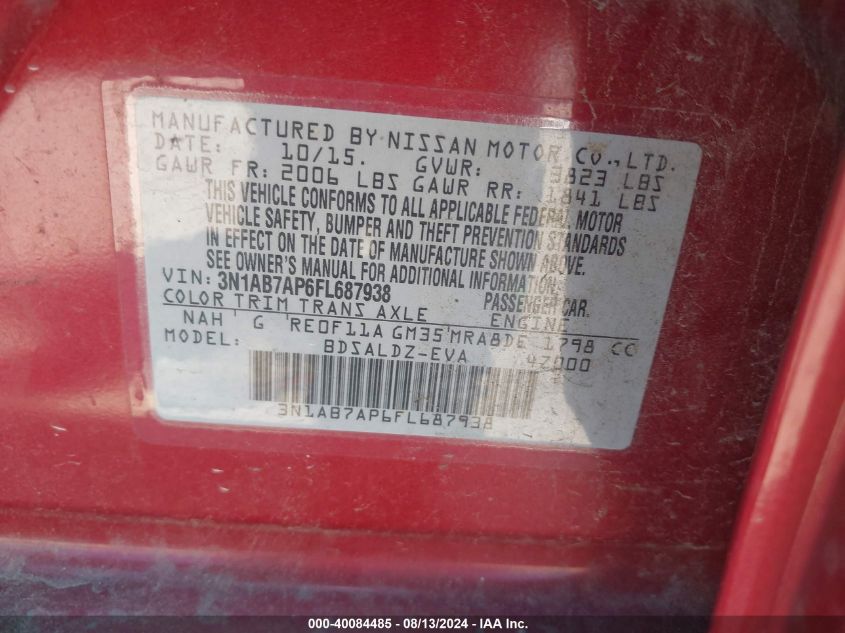 MANUFACTURED BY NISSAN MOTOR CO.,LTD.
DATE: 10/15. GVWR: 3823 LBS
GAWR FR: 2006 LBS GAWR RR: 1841 LBS
THIS VEHICLE CONFORMS TO ALL APPLICABLE FEDERAL MOTOR
VEHICLE SAFETY, BUMPER AND THEFT PREVENTION STANDARDS
IN EFFECT ON THE DATE OF MANUFACTURE SHOWN ABOVE.
SEE OWNER'S MANUAL FOR ADDITIONAL INFORMATION.
VIN: 3N1AB7AP6FL687938 PASSENGER CAR.
COLOR TRIM TRANS AXLE ENGINE
NAH G RE0F11A GM35 MRA8DE 1798 CC
MODEL: BDSALDZ-EVA 4Z000
3N1AB7AP6FL687938
000-40084485 - 08/13/2024 - IAA Inc.